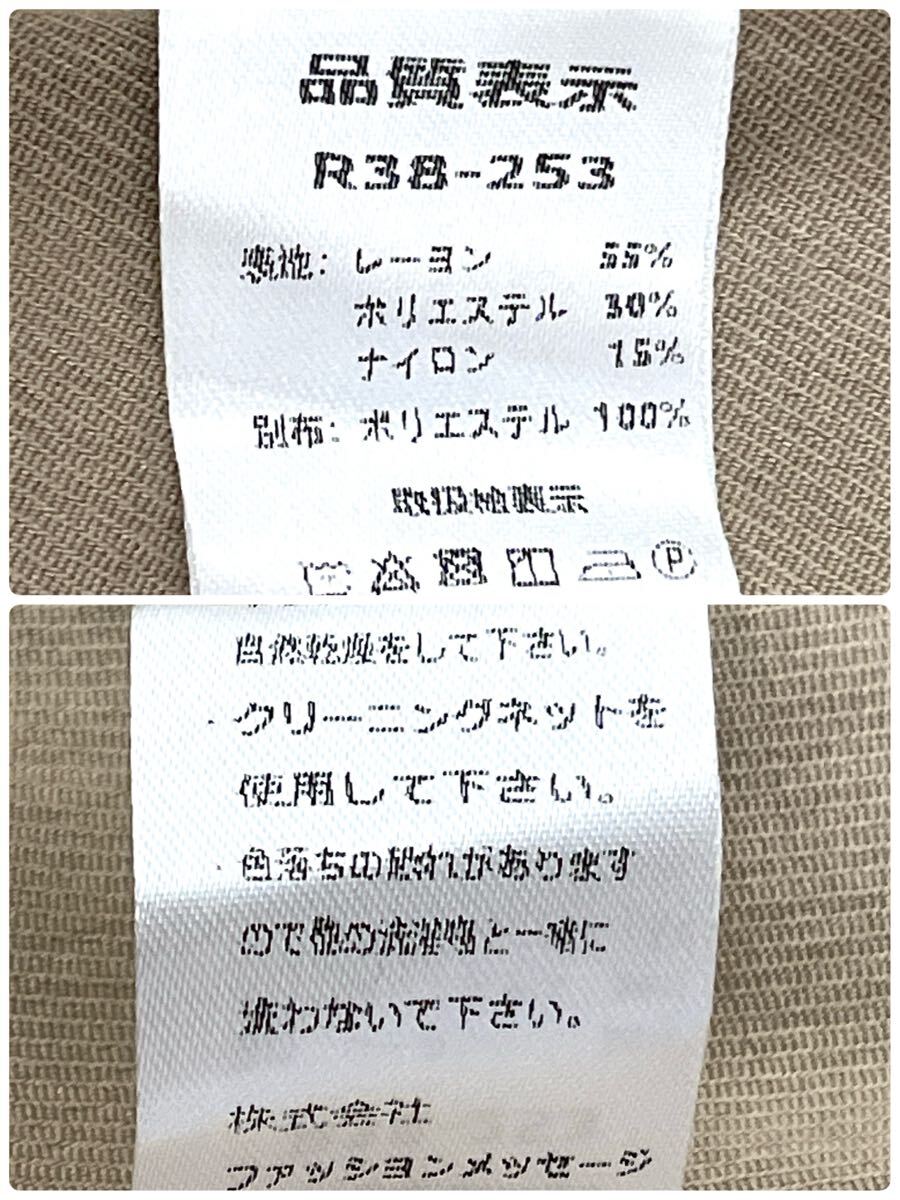 品質表示
R38-253
表地: レーヨン 55%
ポリエステル 30%
ナイロン 15%
別布: ポリエステル 100%
取扱絵表示
P
自然乾燥をして下さい。
クリーニングネットを
使用して下さい。
色落ちの恐れがあります
ので他の洗濯物と一緒に
洗わないで下さい。
株式会社
ファッションメッセージ